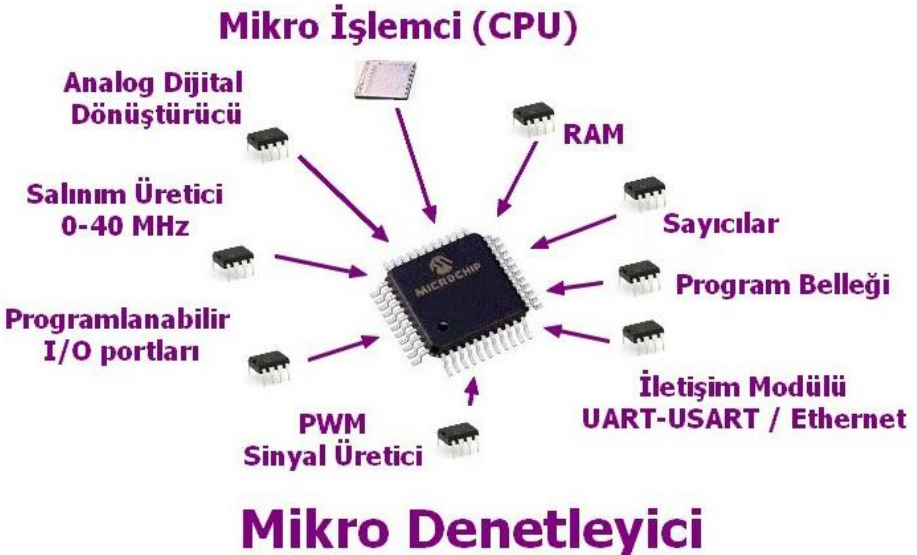 Mikro İşlemci (CPU)
Analog Dijital
Dönüştürücü
RAM
Salınım Üretici
0-40 MHz
Sayıcılar
MICROCHIP
Program Belleği
Programlanabilir
I/O portları
İletişim Modülü
UART-USART / Ethernet
PWM
Sinyal Üretici
Mikro Denetleyici